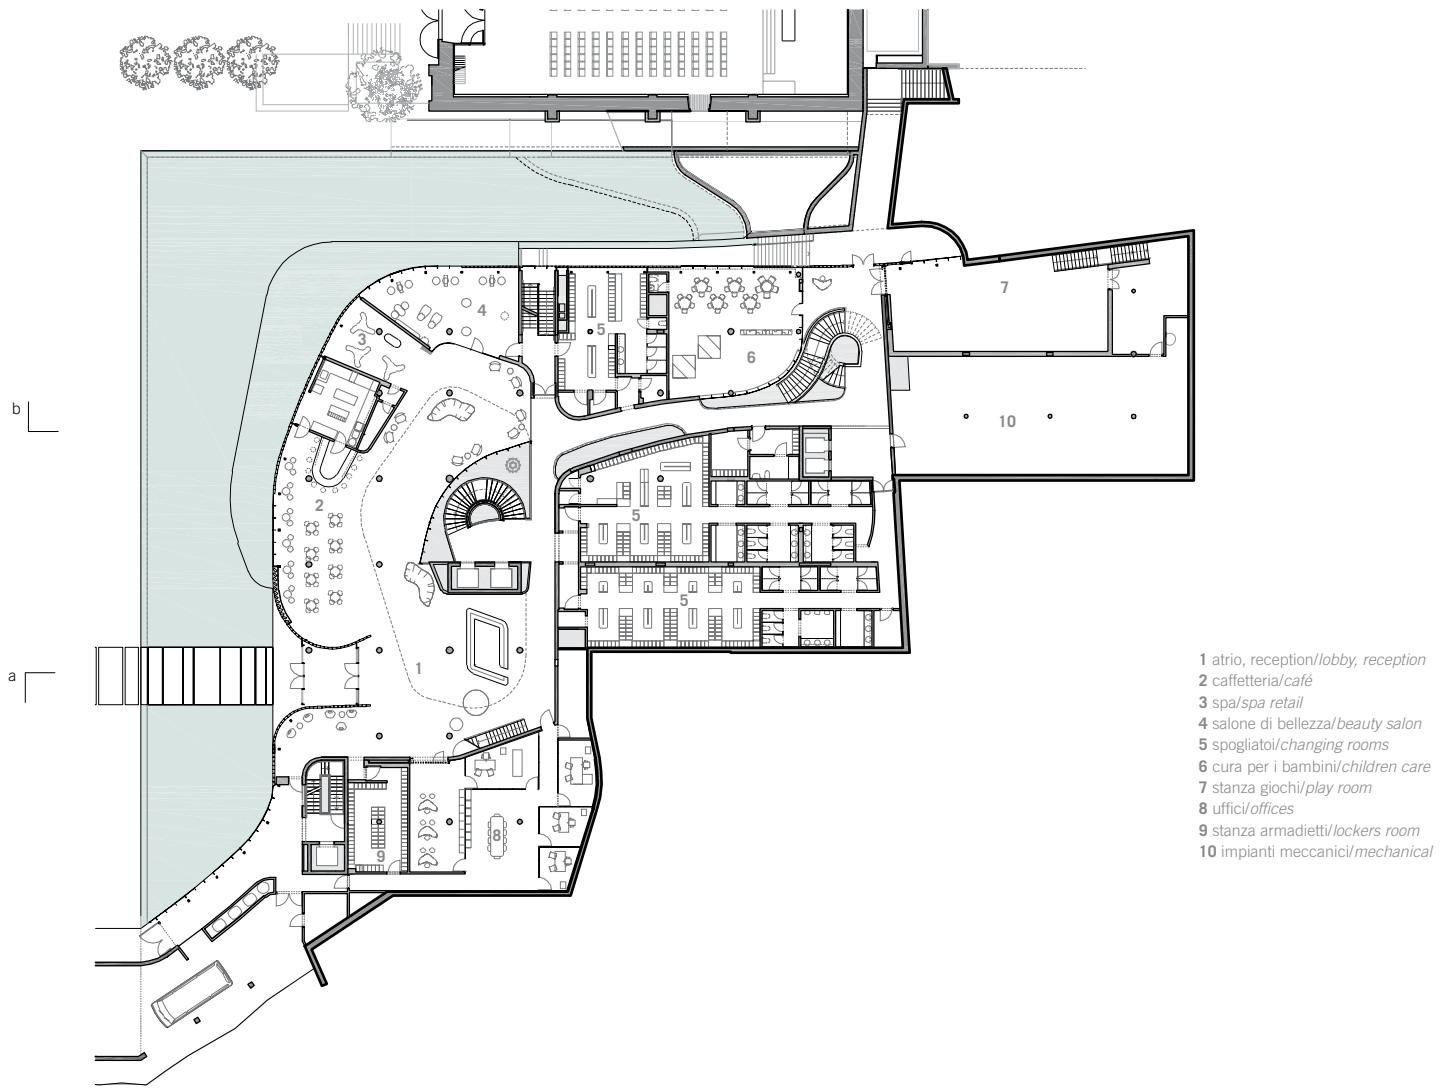 7
4
5
3
6
b
10
2
5
5
1
a
8
9
1 atrio, reception/lobby, reception
2 caffetteria/café
3 spa/spa retail
4 salone di bellezza/beauty salon
5 spogliatoi/changing rooms
6 cura per i bambini/children care
7 stanza giochi/play room
8 uffici/offices
9 stanza armadietti/lockers room
10 impianti meccanici/mechanical